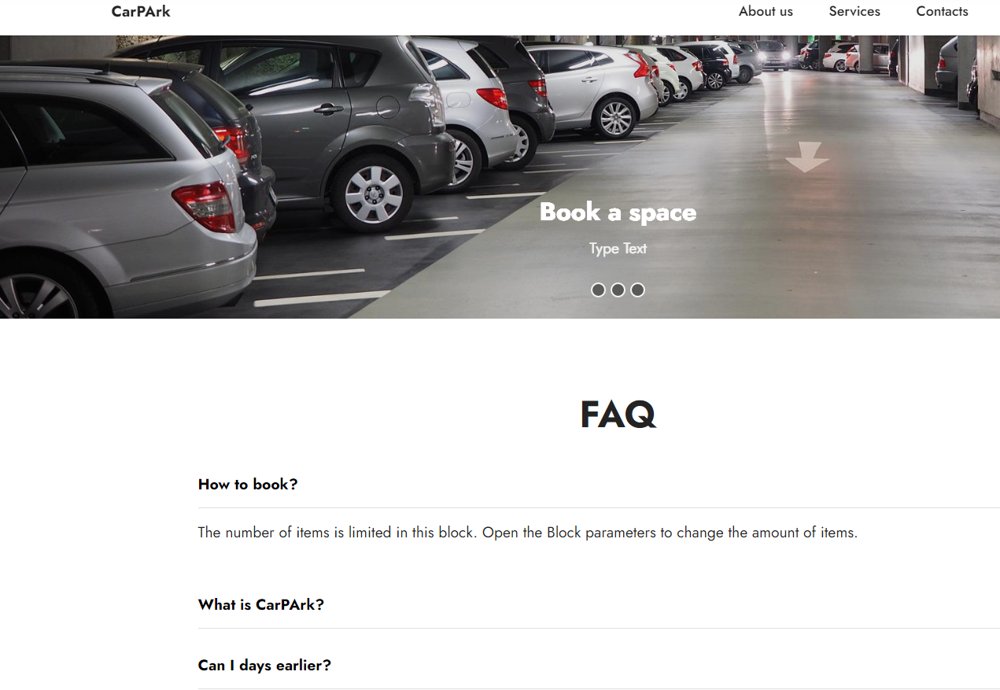 CarPArk
About us
Services
Contacts
Book a space
Type Text
FAQ
How to book?
The number of items is limited in this block. Open the Block parameters to change the amount of items.
What is CarPArk?
Can I days earlier?